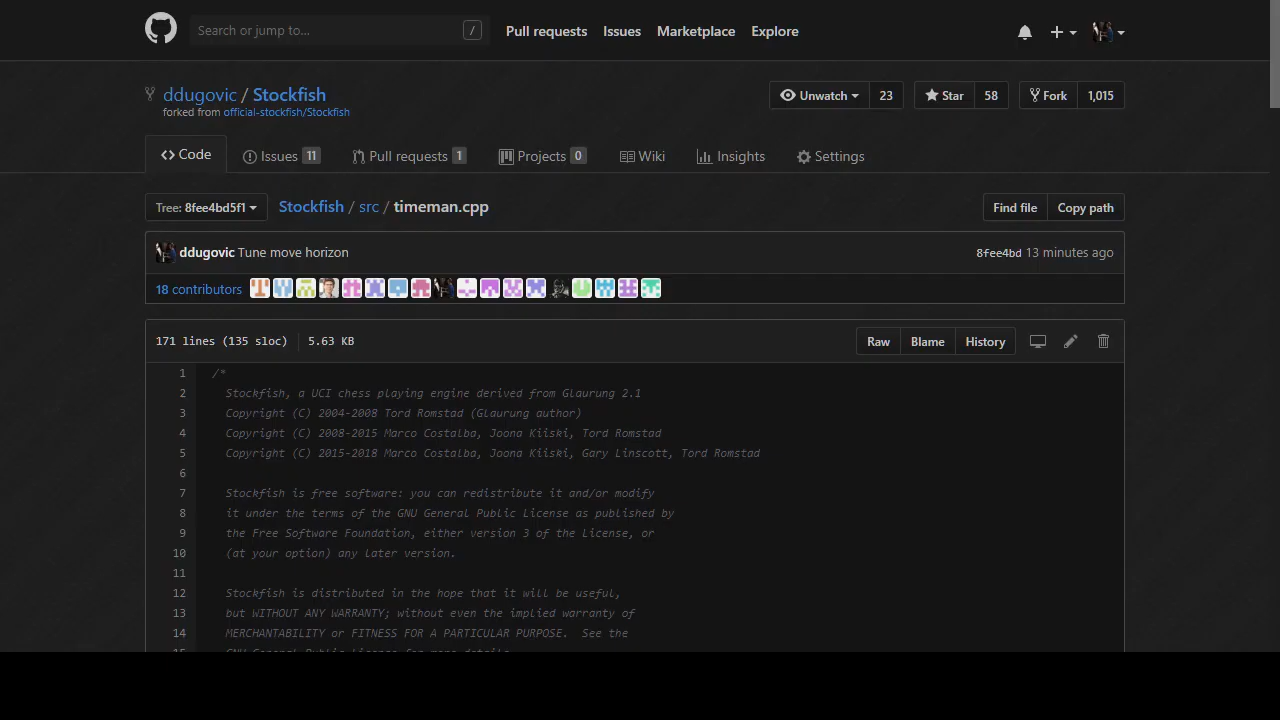 Search or jump to... / Pull requests Issues Marketplace Explore
ddugovic / Stockfish Unwatch 23 Star 58 Fork 1,015
forked from official-stockfish/Stockfish
Code Issues 11 Pull requests 1 Projects 0 Wiki Insights Settings
Tree: 8fee4bd5f1 Stockfish / src / timeman.cpp Find file Copy path
ddugovic Tune move horizon 8fee4bd 13 minutes ago
18 contributors
171 lines (135 sloc) 5.63 KB Raw Blame History
1 /*
2 Stockfish, a UCI chess playing engine derived from Glaurung 2.1
3 Copyright (C) 2004-2008 Tord Romstad (Glaurung author)
4 Copyright (C) 2008-2015 Marco Costalba, Joona Kiiski, Tord Romstad
5 Copyright (C) 2015-2018 Marco Costalba, Joona Kiiski, Gary Linscott, Tord Romstad
6
7 Stockfish is free software: you can redistribute it and/or modify
8 it under the terms of the GNU General Public License as published by
9 the Free Software Foundation, either version 3 of the License, or
10 (at your option) any later version.
11
12 Stockfish is distributed in the hope that it will be useful,
13 but WITHOUT ANY WARRANTY; without even the implied warranty of
14 MERCHANTABILITY or FITNESS FOR A PARTICULAR PURPOSE.  See the
15 GNU General Public License for more details.